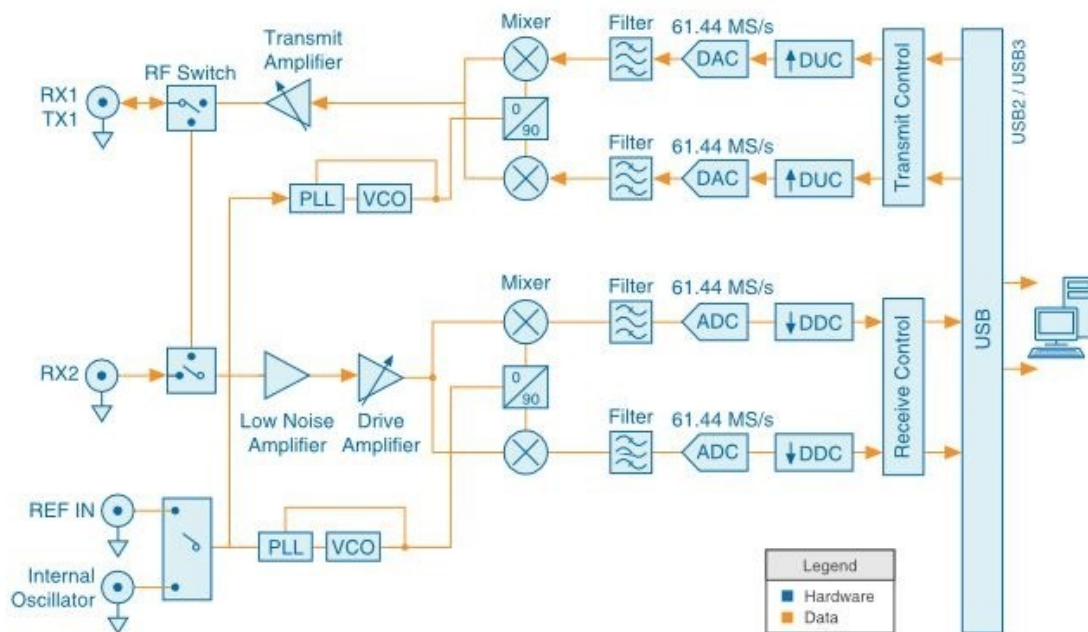 Mixer
Filter
61.44 MS/s
DAC
DUC
Transmit
Amplifier
RF Switch
RX1
TX1
0
90
Transmit Control
USB2 / USB3
Filter
61.44 MS/s
DAC
DUC
Mixer
PLL
VCO
Mixer
Filter
61.44 MS/s
ADC
DDC
RX2
Low Noise
Amplifier
Drive
Amplifier
0
90
Receive Control
USB
Filter
61.44 MS/s
ADC
DDC
REF IN
PLL
VCO
Internal
Oscillator
Legend
Hardware
Data